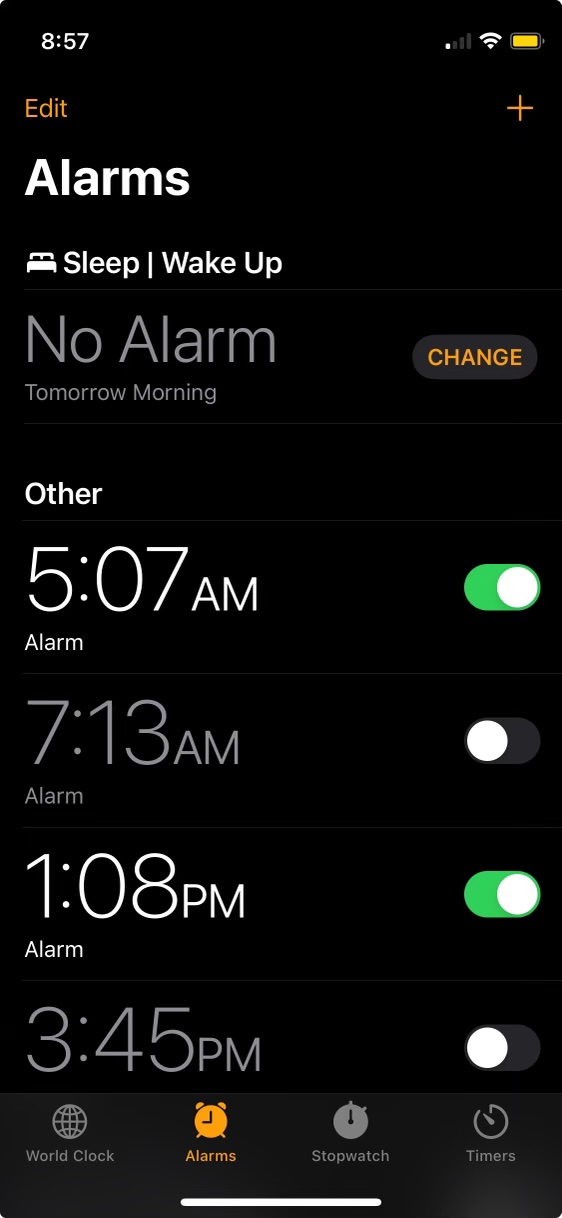 8:57
Edit
Alarms
Sleep | Wake Up
No Alarm
CHANGE
Tomorrow Morning
Other
5:07AM
Alarm
7:13AM
Alarm
1:08PM
Alarm
3:45PM
World Clock
Alarms
Stopwatch
Timers